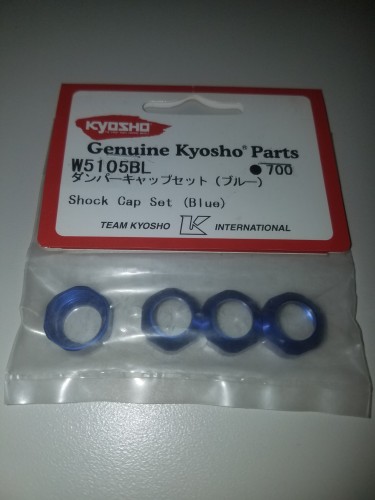 KYOSHO
Genuine Kyosho® Parts
W5105BL ●700
ダンパーキャップセット(ブルー)
Shock Cap Set (Blue)
TEAM KYOSHO K INTERNATIONAL